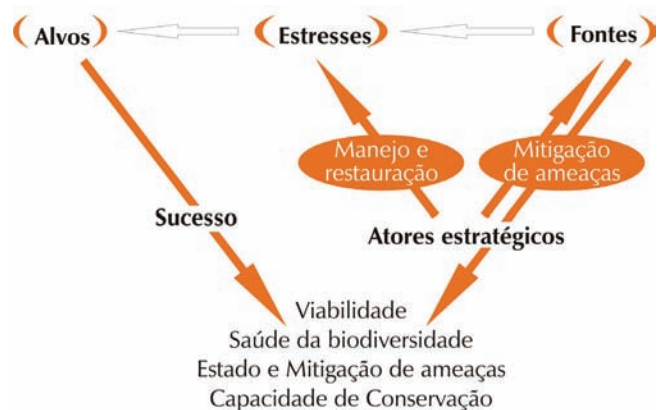 Alvos
Estresses
Fontes
Manejo e
restauração
Mitigação
de ameaças
Sucesso
Atores estratégicos
Viabilidade
Saúde da biodiversidade
Estado e Mitigação de ameaças
Capacidade de Conservação